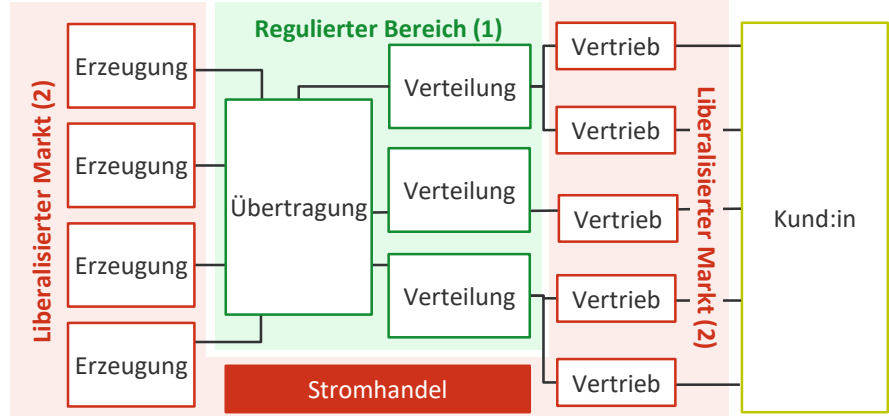 Liberalisierter Markt (2)
Erzeugung
Erzeugung
Erzeugung
Erzeugung
Regulierter Bereich (1)
Übertragung
Verteilung
Verteilung
Verteilung
Stromhandel
Vertrieb
Vertrieb
Vertrieb
Vertrieb
Vertrieb
Liberalisierter Markt (2)
Kund:in